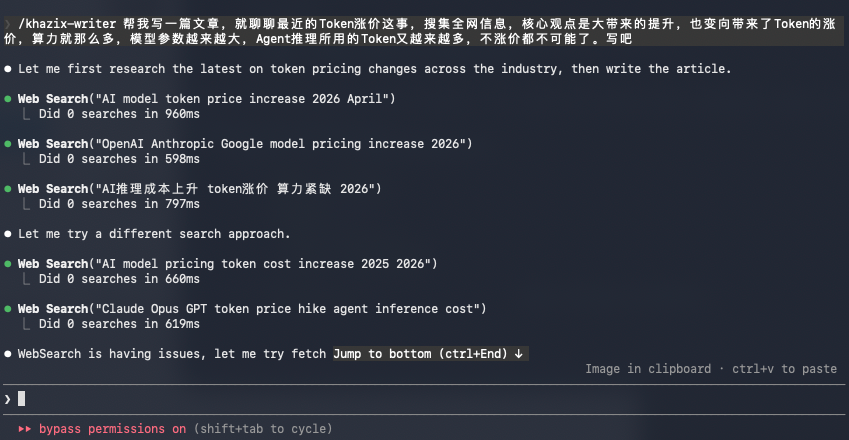 ❯ /khazix-writer 帮我写一篇文章，就聊聊最近的Token涨价这事，搜集全网信息，核心观点是大带来的提升，也变向带来了Token的涨
价，算力就那么多，模型参数越来越大，Agent推理所用的Token又越来越多，不涨价都不可能了。写吧
● Let me first research the latest on token pricing changes across the industry, then write the article.
● Web Search("AI model token price increase 2026 April")
⎿ Did 0 searches in 960ms
● Web Search("OpenAI Anthropic Google model pricing increase 2026")
⎿ Did 0 searches in 598ms
● Web Search("AI推理成本上升 token涨价 算力紧缺 2026")
⎿ Did 0 searches in 797ms
● Let me try a different search approach.
● Web Search("AI model pricing token cost increase 2025 2026")
⎿ Did 0 searches in 660ms
● Web Search("Claude Opus GPT token price hike agent inference cost")
⎿ Did 0 searches in 619ms
● WebSearch is having issues, let me try fetch Jump to bottom (ctrl+End) ↓
Image in clipboard · ctrl+v to paste
❯
▸▸ bypass permissions on (shift+tab to cycle)